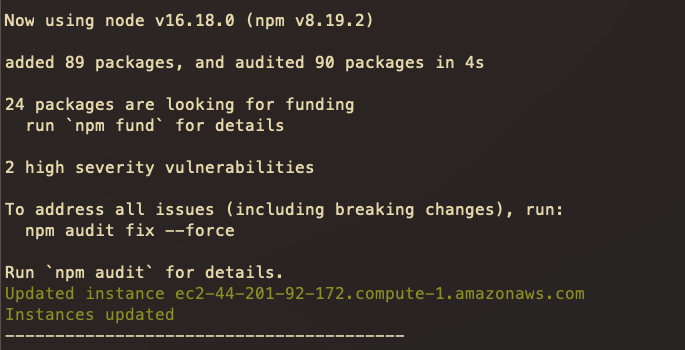 Now using node v16.18.0 (npm v8.19.2)
added 89 packages, and audited 90 packages in 4s
24 packages are looking for funding
  run `npm fund` for details
2 high severity vulnerabilities
To address all issues (including breaking changes), run:
  npm audit fix --force
Run `npm audit` for details.
Updated instance ec2-44-201-92-172.compute-1.amazonaws.com
Instances updated
----------------------------------------